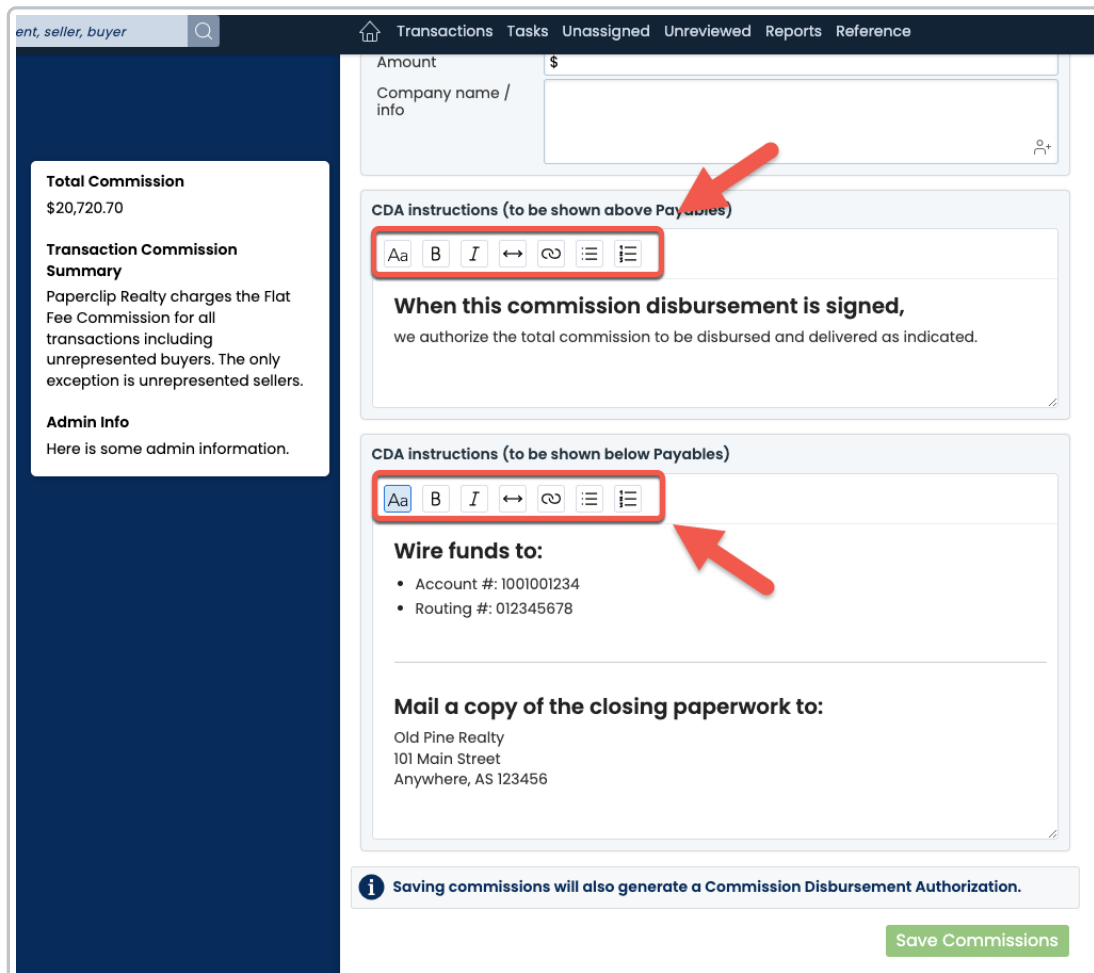 ent, seller, buyer
Transactions Tasks Unassigned Unreviewed Reports Reference
Amount $
Company name /
info
Total Commission
$20,720.70
Transaction Commission
Summary
Paperclip Realty charges the Flat
Fee Commission for all
transactions including
unrepresented buyers. The only
exception is unrepresented sellers.
Admin Info
Here is some admin information.
CDA instructions (to be shown above Payables)
Aa B I
When this commission disbursement is signed,
we authorize the total commission to be disbursed and delivered as indicated.
CDA instructions (to be shown below Payables)
Aa B I
Wire funds to:
• Account #: 1001001234
• Routing #: 012345678
Mail a copy of the closing paperwork to:
Old Pine Realty
101 Main Street
Anywhere, AS 123456
Saving commissions will also generate a Commission Disbursement Authorization.
Save Commissions